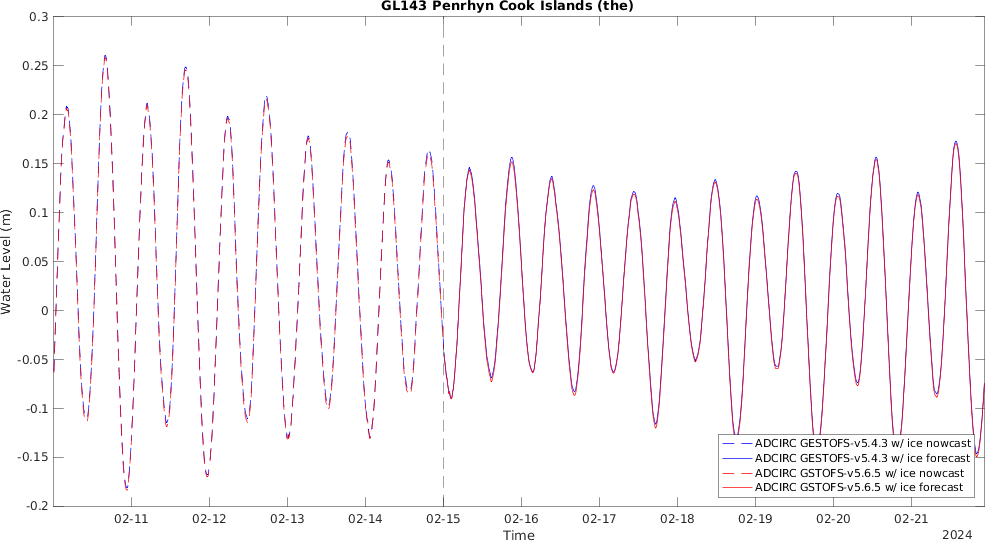 GL143 Penrhyn Cook Islands (the)
0.3
0.25
0.2
0.15
0.1
0.05
0
-0.05
-0.1
-0.15
-0.2
Water Level (m)
ADCIRC GESTOFS-v5.4.3 w/ ice nowcast
ADCIRC GESTOFS-v5.4.3 w/ ice forecast
ADCIRC GSTOFS-v5.6.5 w/ ice nowcast
ADCIRC GSTOFS-v5.6.5 w/ ice forecast
02-11 02-12 02-13 02-14 02-15 02-16 02-17 02-18 02-19 02-20 02-21
Time
2024